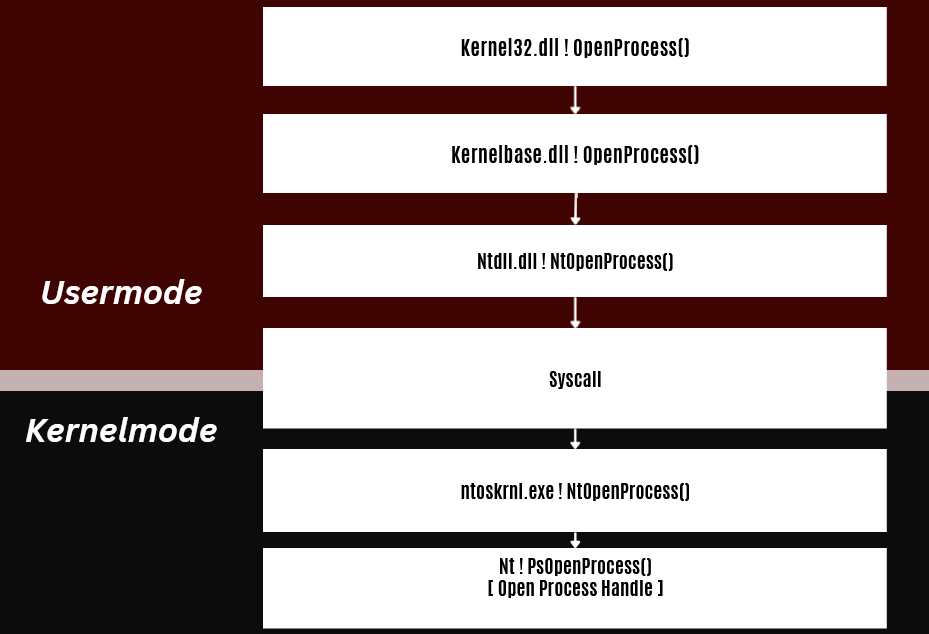 Kernel32.dll ! OpenProcess()
Kernelbase.dll ! OpenProcess()
Ntdll.dll ! NtOpenProcess()
Usermode
Syscall
Kernelmode
ntoskrnl.exe ! NtOpenProcess()
Nt ! PsOpenProcess()
[ Open Process Handle ]